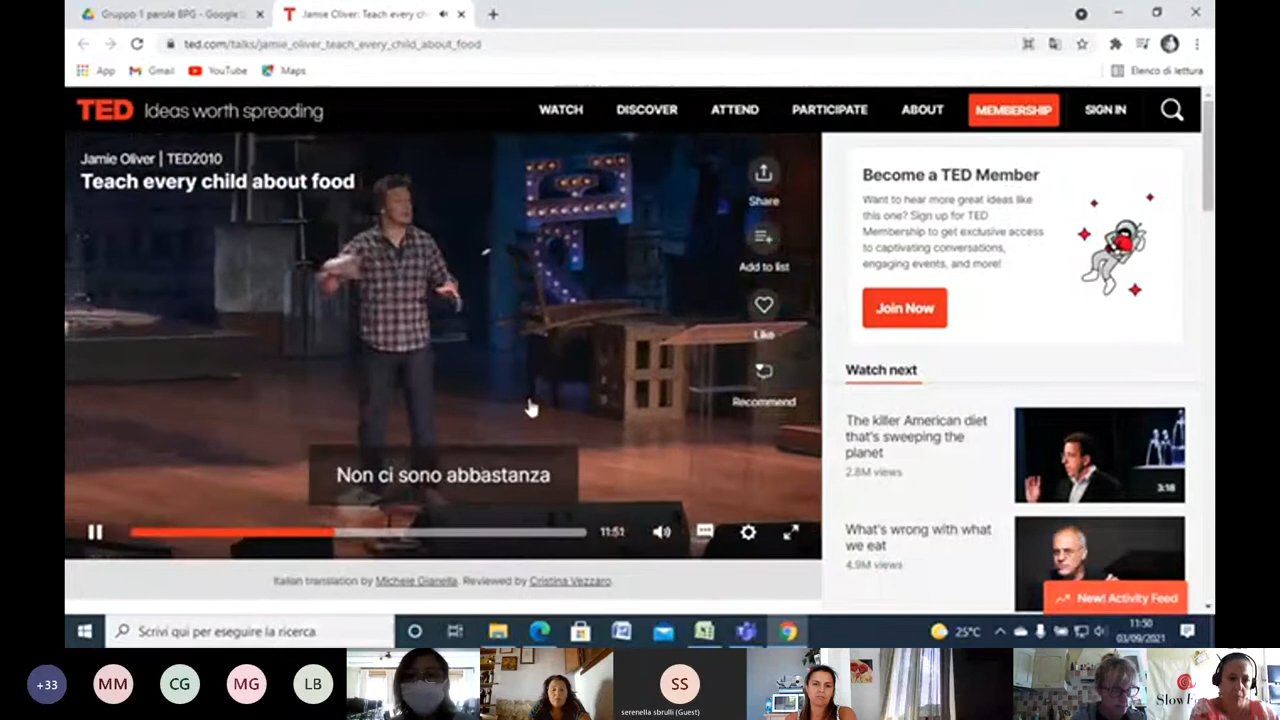 Gruppo 1 parole BPG - Google
Jamie Oliver: Teach every ch
ted.com/talks/jamie_oliver_teach_every_child_about_food
App Gmail YouTube Maps
Elenco di lettura
TED Ideas worth spreading
WATCH DISCOVER ATTEND PARTICIPATE ABOUT MEMBERSHIP SIGN IN
Jamie Oliver | TED2010
Teach every child about food
Share
Add to list
Like
Recommend
Non ci sono abbastanza
11:51
Italian translation by Michele Gianella. Reviewed by Cristina Vezzaro.
Become a TED Member
Want to hear more great ideas like
this one? Sign up for TED
Membership to get exclusive access
to captivating conversations,
engaging events, and more!
Join Now
Watch next
The killer American diet
that's sweeping the
planet
2.8M views
3:18
What's wrong with what
we eat
4.9M views
New! Activity Feed
Scrivi qui per eseguire la ricerca
25°C
11:50
03/09/2021
+33
MM
CG
MG
LB
SS
serenella sbrulli (Guest)
Slow